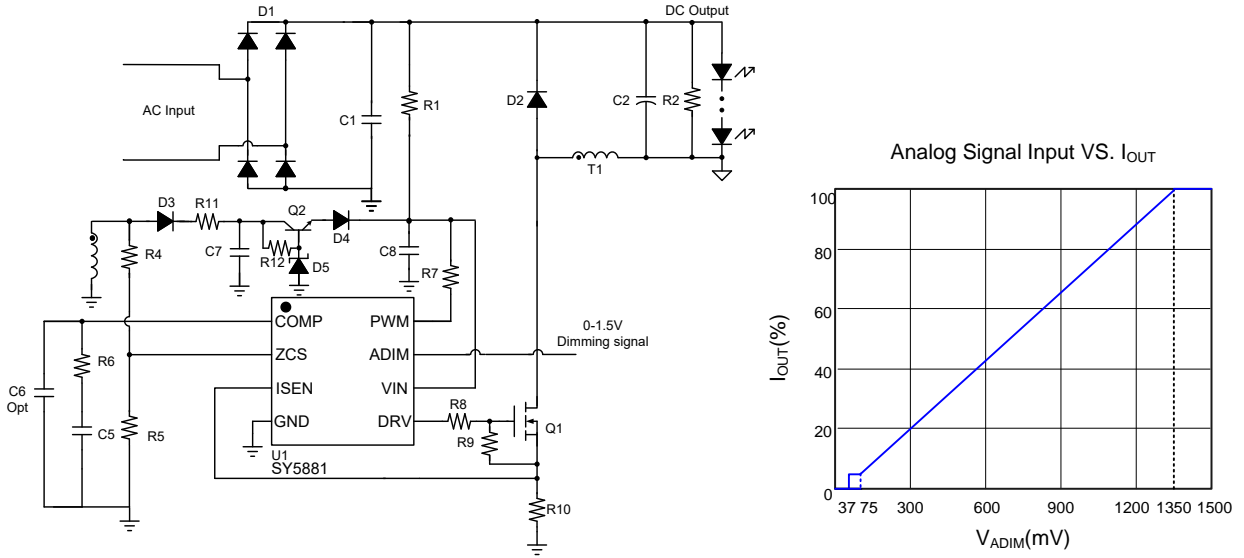 D1
DC Output
AC Input
C1
R1
D2
C2
R2
T1
D3
R11
Q2
D4
R4
C7
R12
D5
C8
R7
COMP
PWM
ZCS
ADIM
ISEN
VIN
GND
DRV
U1
SY5881
0-1.5V
Dimming signal
R6
C6
Opt
C5
R5
R8
R9
Q1
R10
Analog Signal Input VS. IOUT
100
80
60
40
20
0
IOUT(%)
37 75 300 600 900 1200 1350 1500
VADIM(mV)